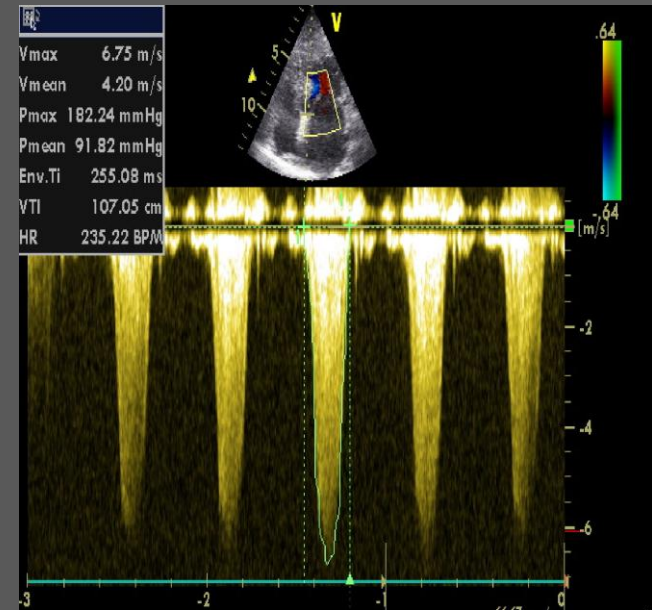 Vmax 6.75 m/s
Vmean 4.20 m/s
Pmax 182.24 mmHg
Pmean 91.82 mmHg
Env.Ti 255.08 ms
VTI 107.05 cm
HR 235.22 BPM
V
5
10
.64
-.64
[m/s]
-2
-4
-6
-3 -2 -1 0